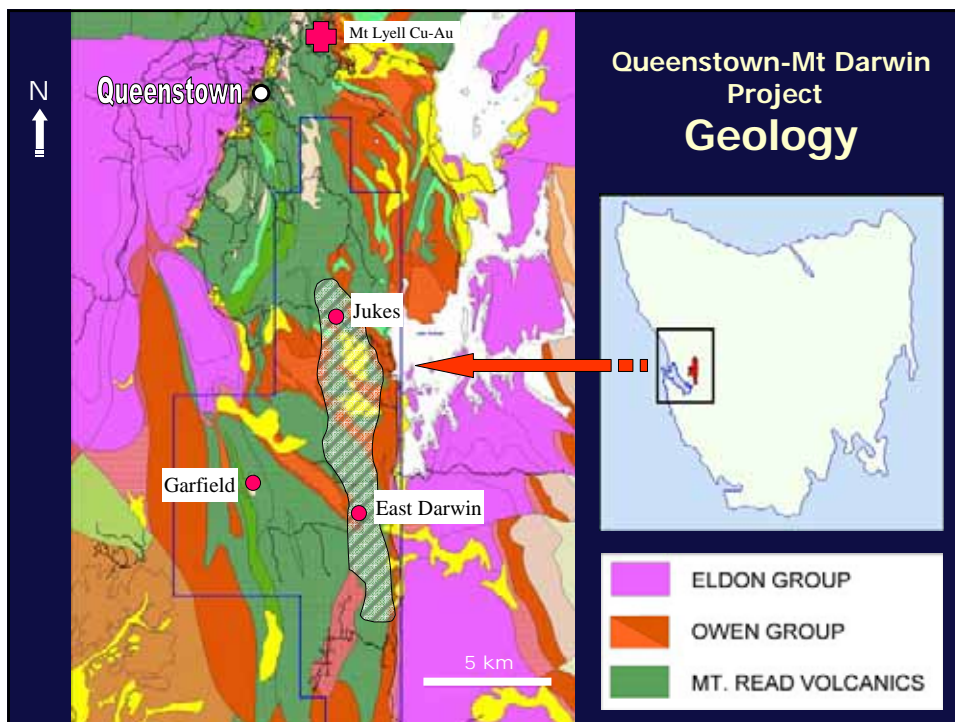 Mt Lyell Cu-Au
N
Queenstown
Jukes
Garfield
East Darwin
5 km
Queenstown-Mt Darwin
Project
Geology
ELDON GROUP
OWEN GROUP
MT. READ VOLCANICS